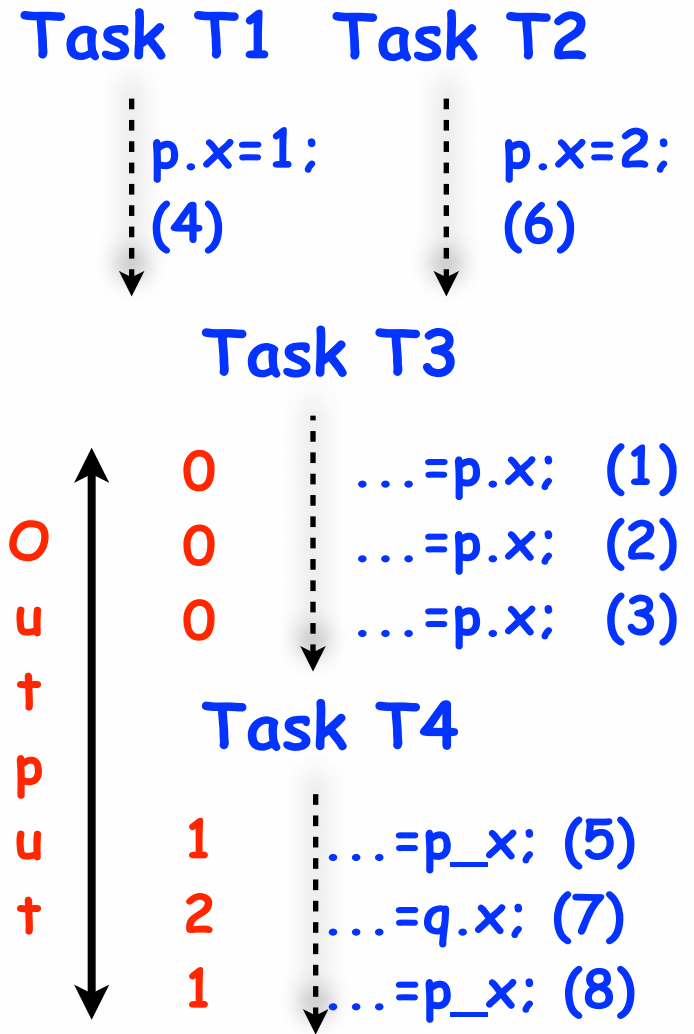 Task T1 Task T2
p.x=1; p.x=2;
(4) (6)
Task T3
0 ...=p.x; (1)
0 ...=p.x; (2)
0 ...=p.x; (3)
Output
Task T4
1 ...=p_x; (5)
2 ...=q.x; (7)
1 ...=p_x; (8)